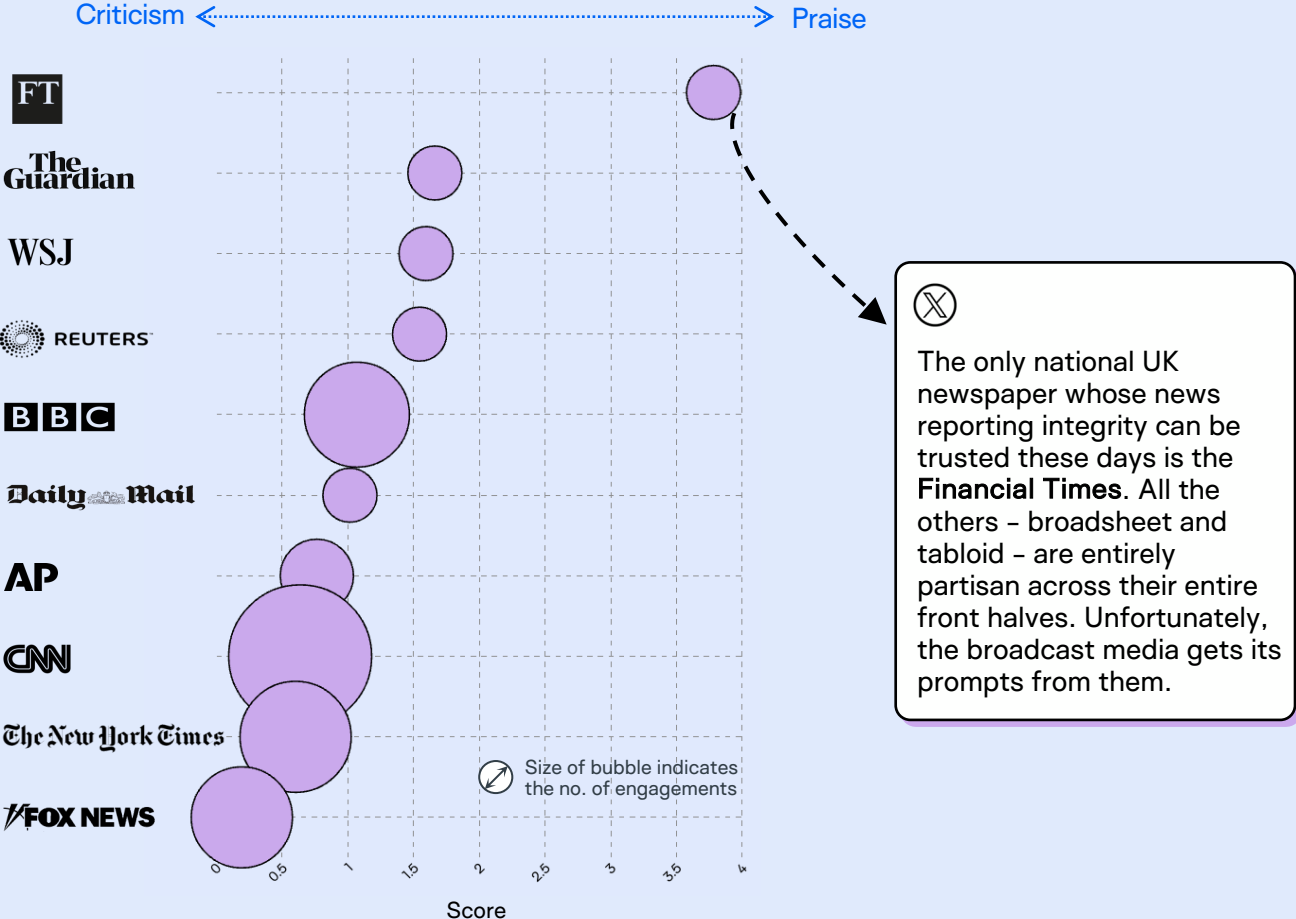 Criticism
Praise
FT
The
Guardian
WSJ
REUTERS
BBC
Daily Mail
AP
CNN
The New York Times
FOX NEWS
Size of bubble indicates
the no. of engagements
0
0.5
1
1.5
2
2.5
3
3.5
4
Score
X
The only national UK
newspaper whose news
reporting integrity can be
trusted these days is the
Financial Times. All the
others – broadsheet and
tabloid – are entirely
partisan across their entire
front halves. Unfortunately,
the broadcast media gets its
prompts from them.